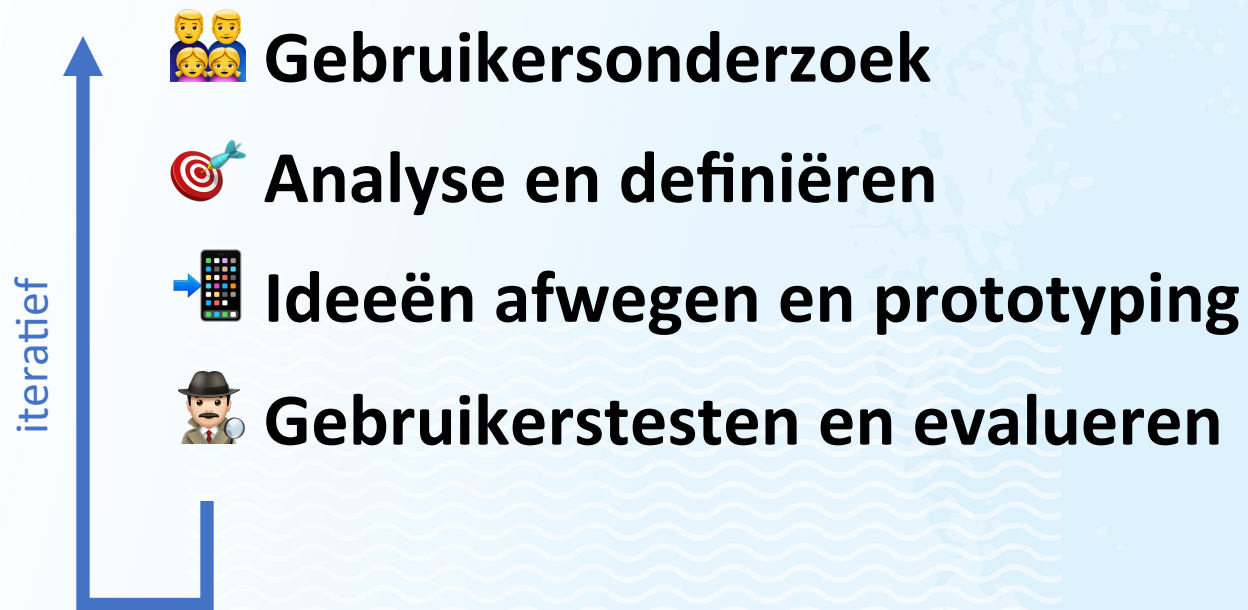 Gebruikersonderzoek
Analyse en definiëren
Ideeën afwegen en prototyping
Gebruikerstesten en evalueren
iteratief